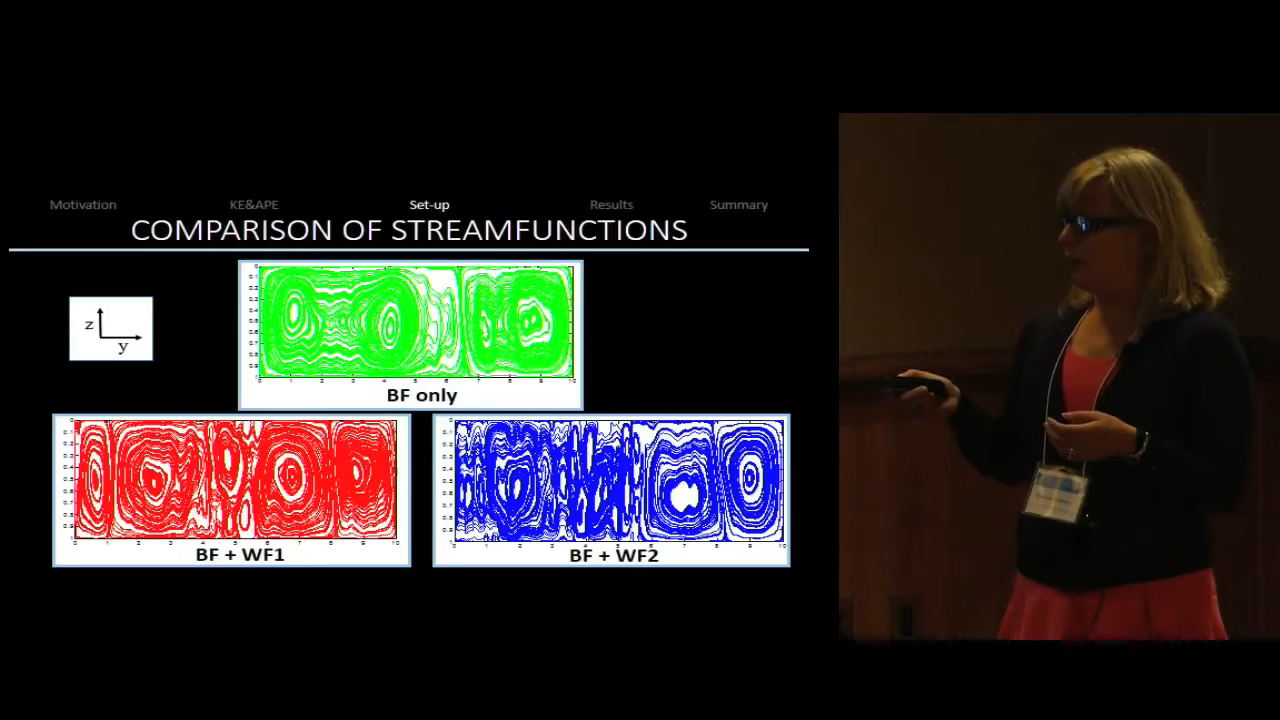 Motivation KE&APE Set-up Results Summary
COMPARISON OF STREAMFUNCTIONS
z
y
BF only
BF + WF1
BF + WF2